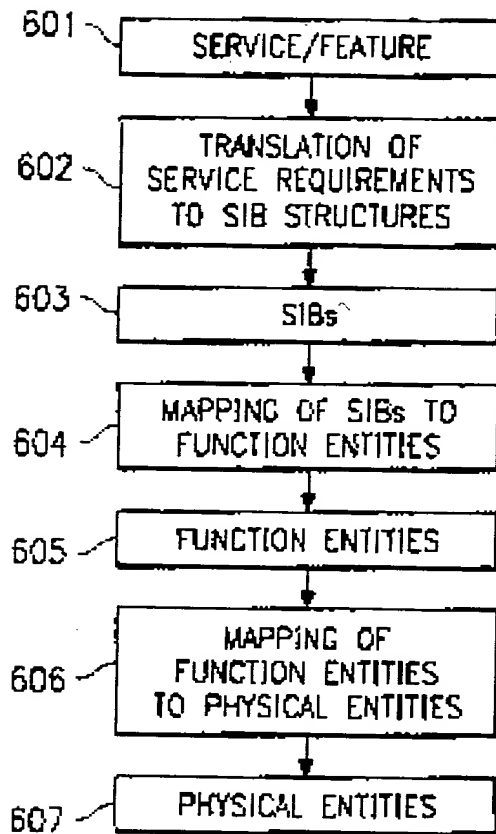 601
SERVICE/FEATURE
602
TRANSLATION OF
SERVICE REQUIREMENTS
TO SIB STRUCTURES
603
SIBs
604
MAPPING OF SIBs TO
FUNCTION ENTITIES
605
FUNCTION ENTITIES
606
MAPPING OF
FUNCTION ENTITIES
TO PHYSICAL ENTITIES
607
PHYSICAL ENTITIES